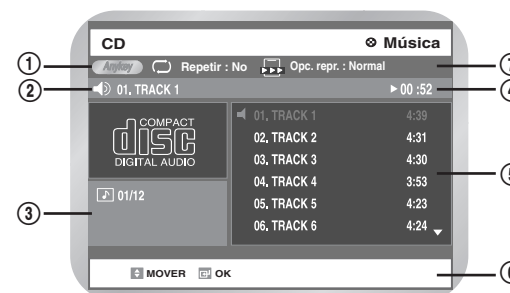 CD Música
① Anykey Repetir : No Opc. repr. : Normal
② 01. TRACK 1 00 :52
COMPACT disc DIGITAL AUDIO
01. TRACK 1 4:39
02. TRACK 2 4:31
03. TRACK 3 4:30
04. TRACK 4 3:53
05. TRACK 5 4:23
06. TRACK 6 4:24
③ 01/12
MOVER OK